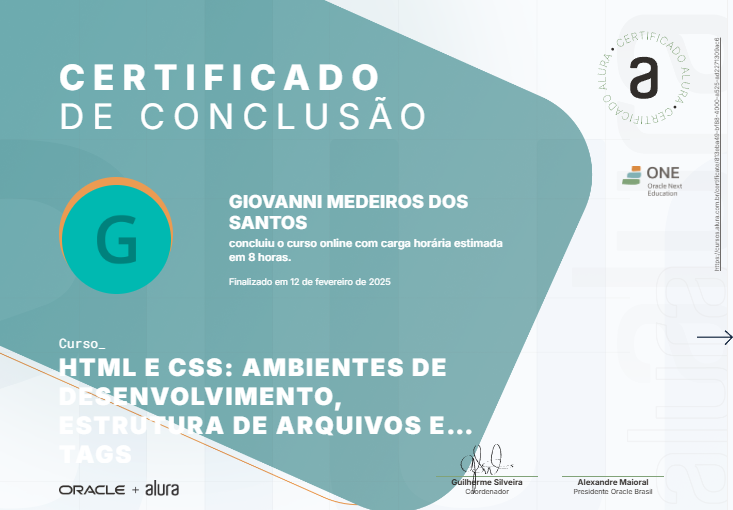 CERTIFICADO
DE CONCLUSÃO
CERTIFICADO ALURA • CERTIFICADO ALURA •
a
ONE
Oracle Next
Education
G
GIOVANNI MEDEIROS DOS
SANTOS
concluiu o curso online com carga horária estimada
em 8 horas.
Finalizado em 12 de fevereiro de 2025
Curso_
HTML E CSS: AMBIENTES DE
DESENVOLVIMENTO,
ESTRUTURA DE ARQUIVOS E...
TAGS
ORACLE + alura
Guilherme Silveira
Coordenador
Alexandre Maioral
Presidente Oracle Brasil